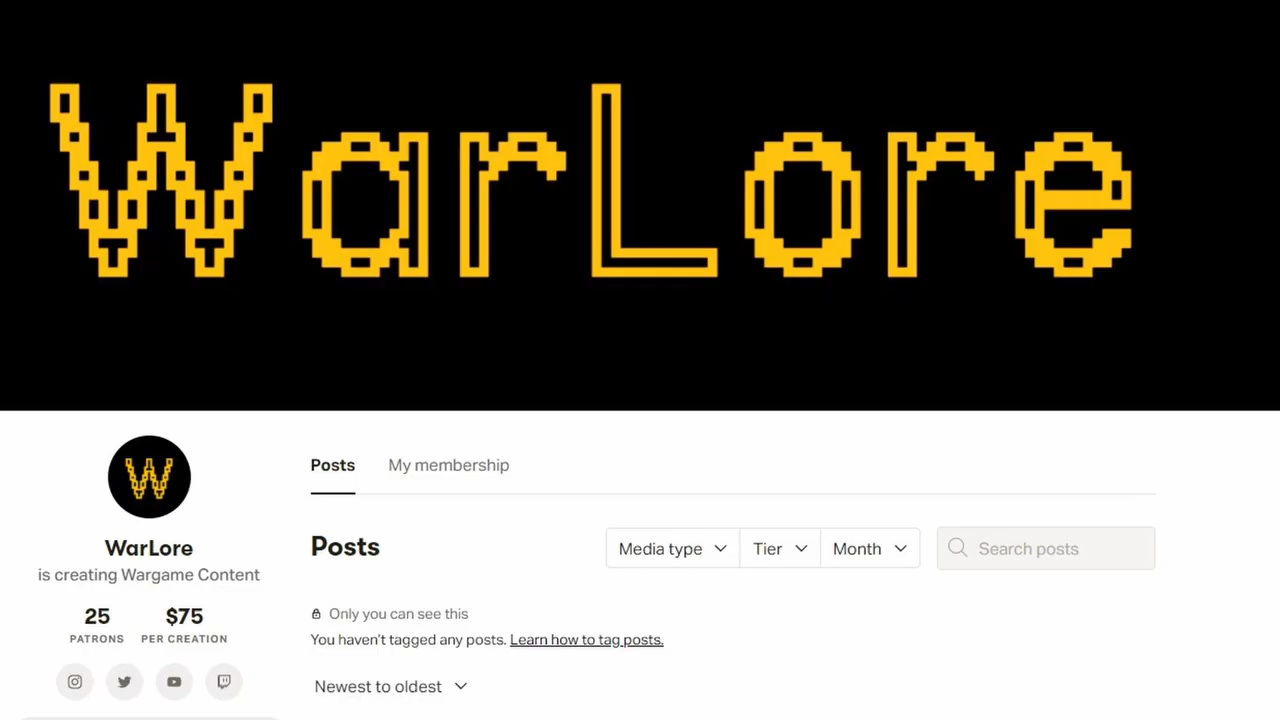 WarLore
W
WarLore
is creating Wargame Content
25 $75
PATRONS PER CREATION
Posts My membership
Posts
Media type Tier Month Search posts
Only you can see this
You haven't tagged any posts. Learn how to tag posts.
Newest to oldest